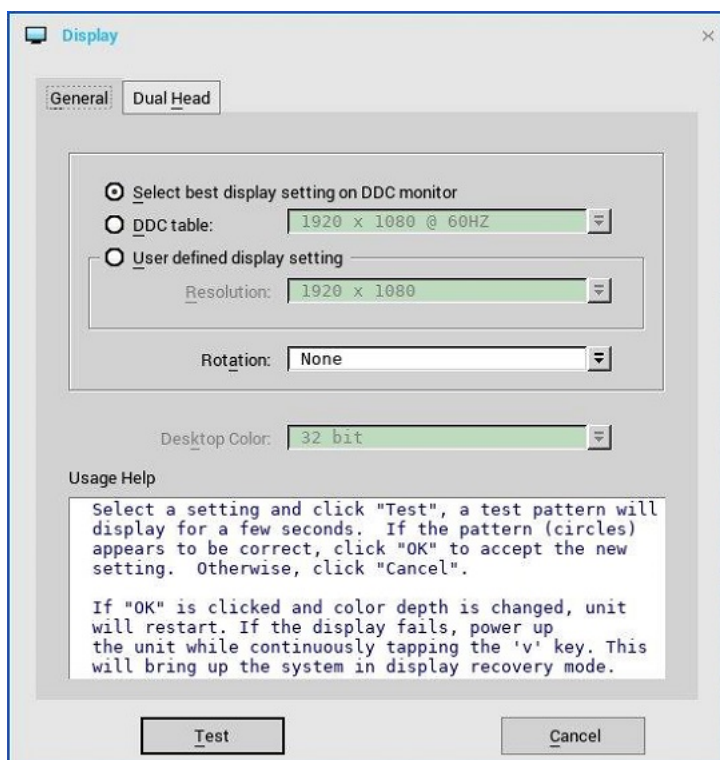 Display
General
Dual Head
Select best display setting on DDC monitor
DDC table: 1920 x 1080 @ 60HZ
User defined display setting
Resolution: 1920 x 1080
Rotation: None
Desktop Color: 32 bit
Usage Help
Select a setting and click "Test", a test pattern will
display for a few seconds. If the pattern (circles)
appears to be correct, click "OK" to accept the new
setting. Otherwise, click "Cancel".
If "OK" is clicked and color depth is changed, unit
will restart. If the display fails, power up
the unit while continuously tapping the 'v' key. This
will bring up the system in display recovery mode.
Test
Cancel